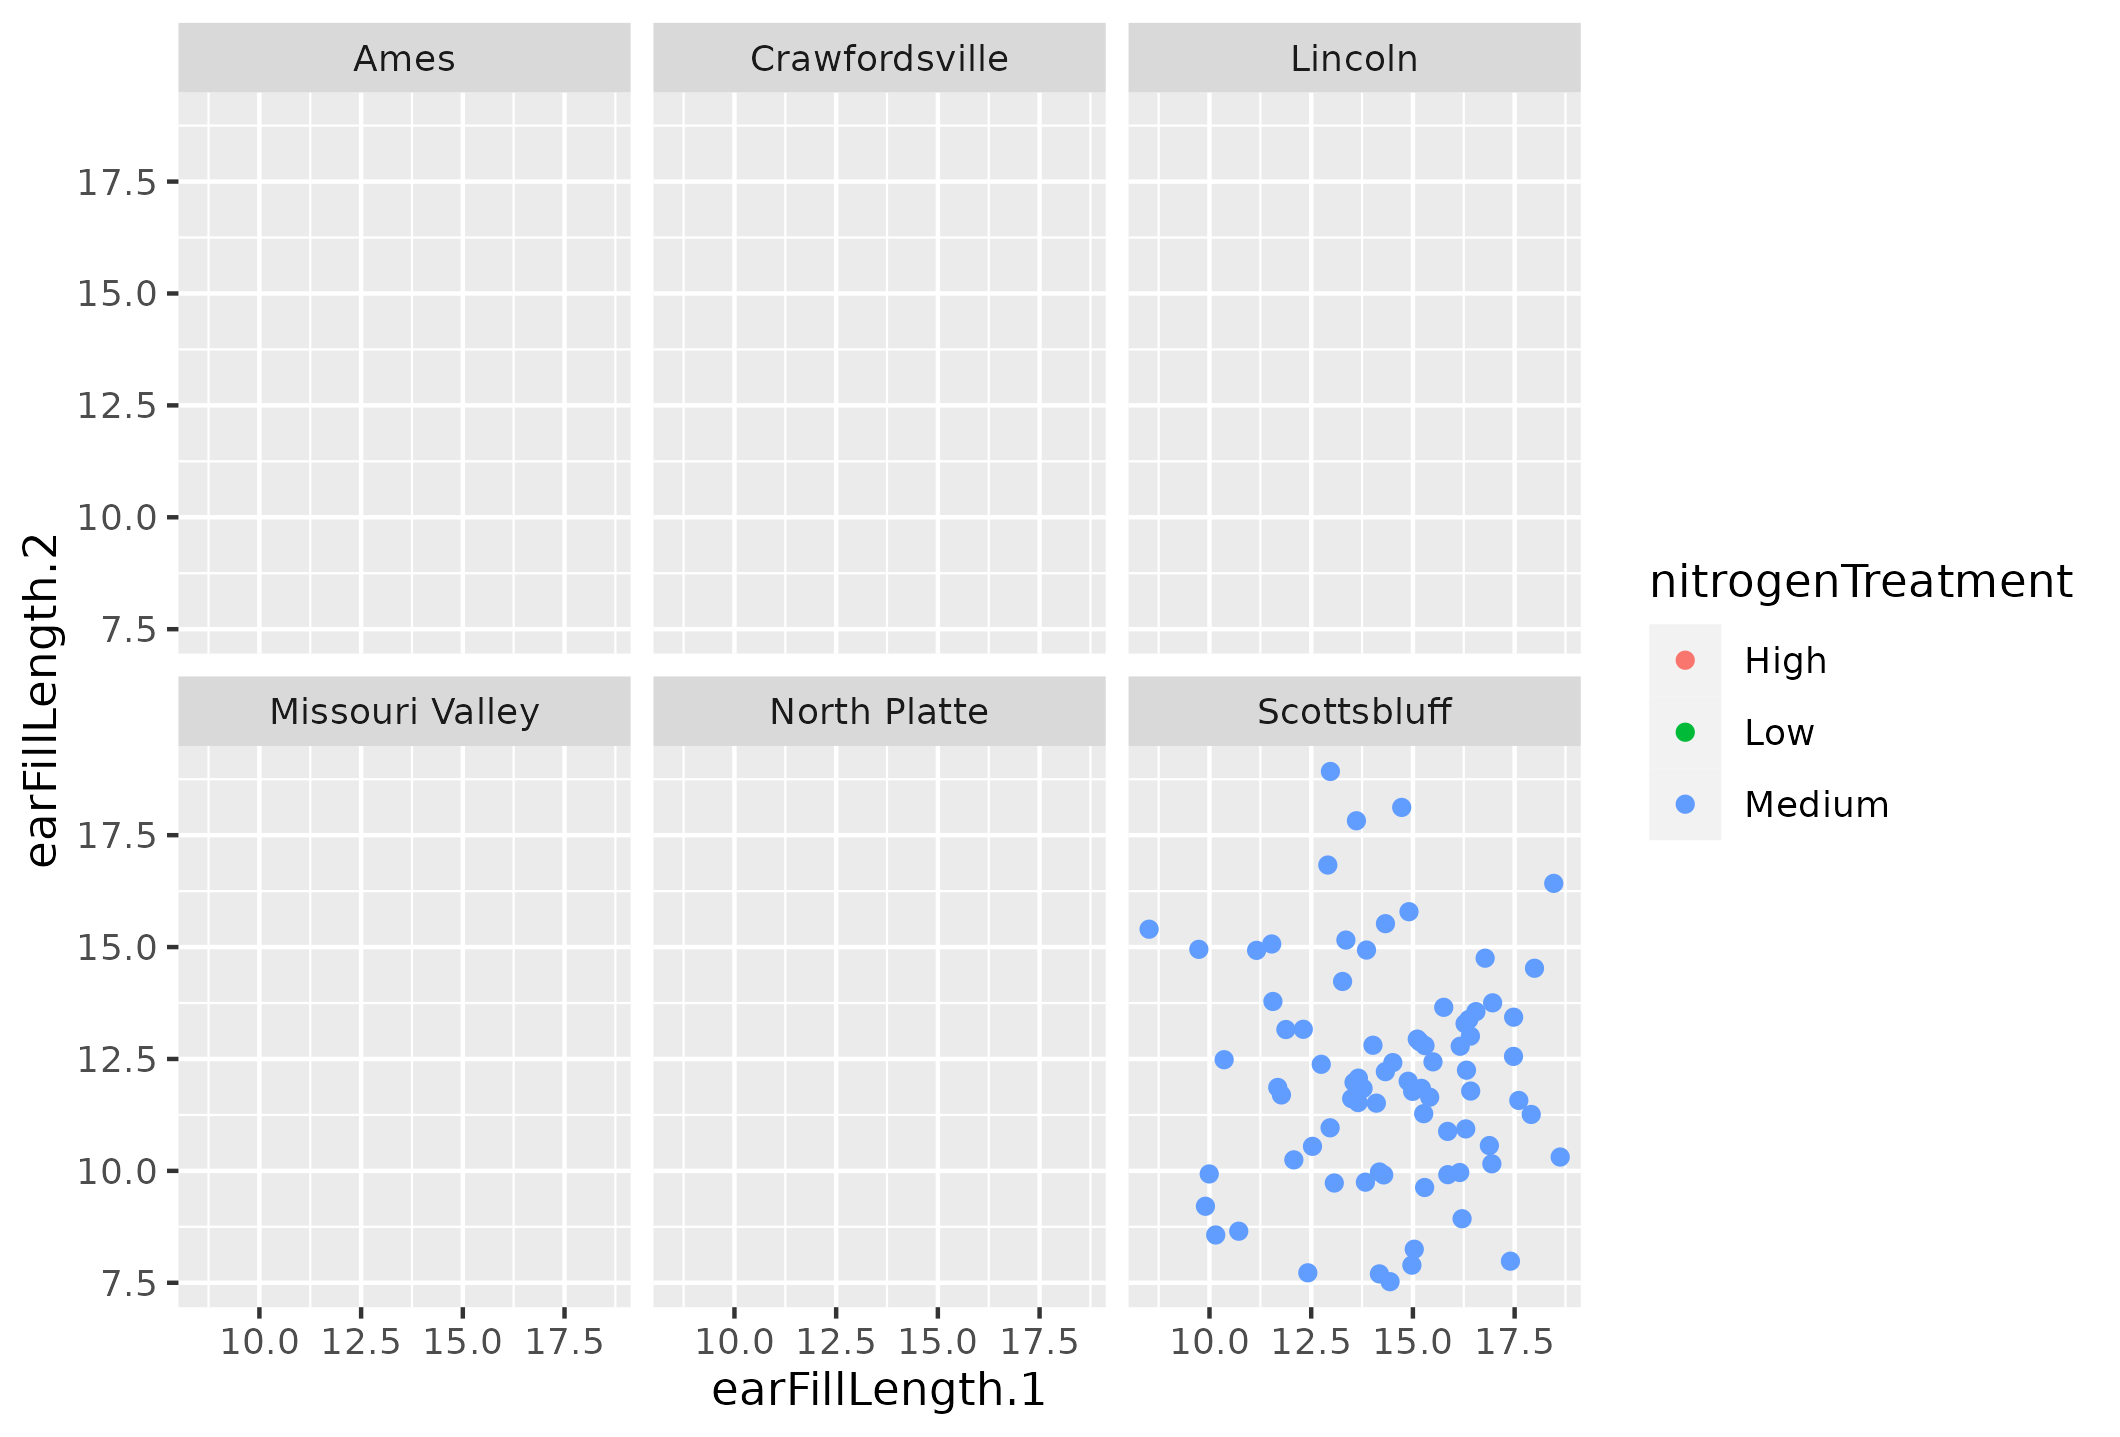 Ames Crawfordsville Lincoln
17.5
15.0
12.5
10.0
7.5
Missouri Valley North Platte Scottsbluff
17.5
15.0
12.5
10.0
7.5
10.0 12.5 15.0 17.5 10.0 12.5 15.0 17.5 10.0 12.5 15.0 17.5
earFillLength.1
earFillLength.2
nitrogenTreatment
High
Low
Medium